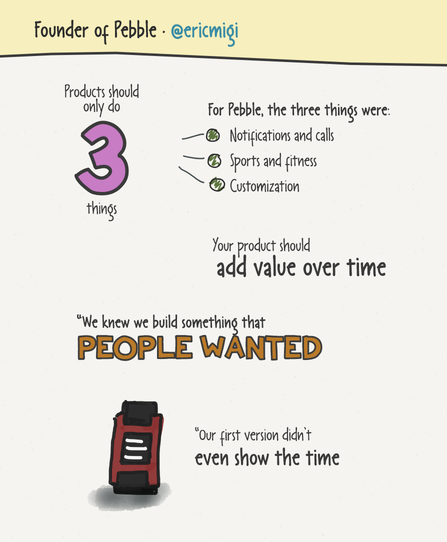 Founder of Pebble · @ericmigi
Products should
only do
3
things
For Pebble, the three things were:
Notifications and calls
Sports and fitness
Customization
Your product should
add value over time
"We knew we build something that
PEOPLE WANTED
"Our first version didn't
even show the time